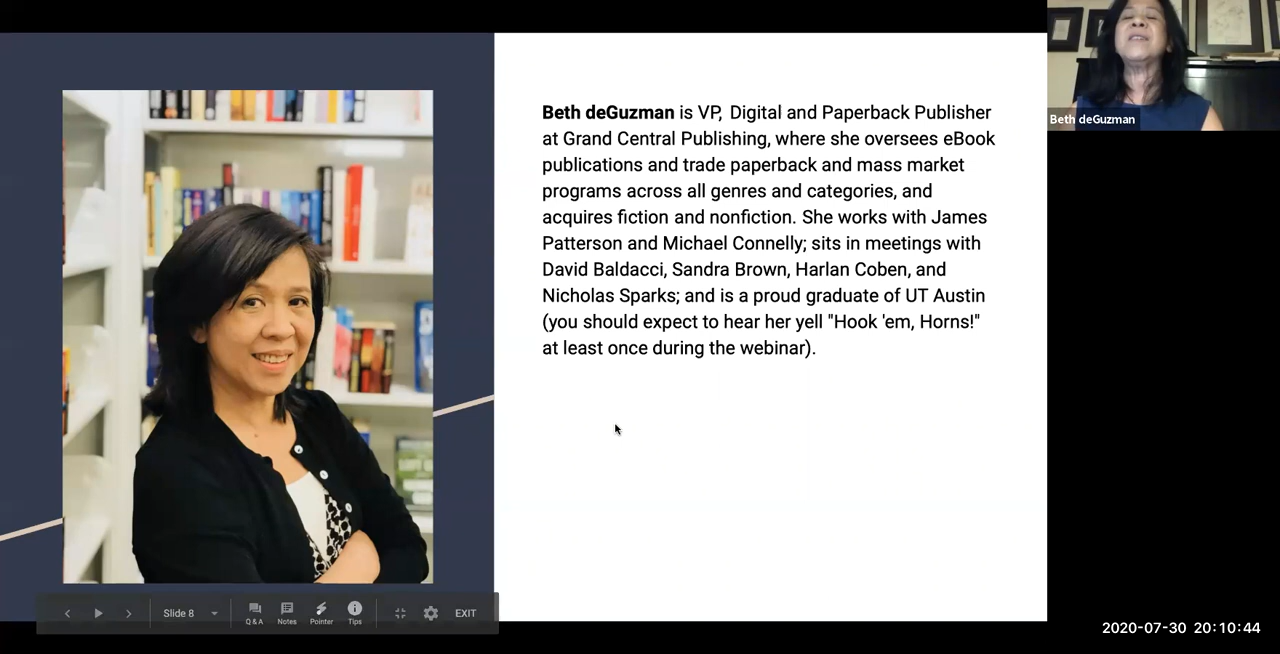 Beth deGuzman is VP, Digital and Paperback Publisher
at Grand Central Publishing, where she oversees eBook
publications and trade paperback and mass market
programs across all genres and categories, and
acquires fiction and nonfiction. She works with James
Patterson and Michael Connelly; sits in meetings with
David Baldacci, Sandra Brown, Harlan Coben, and
Nicholas Sparks; and is a proud graduate of UT Austin
(you should expect to hear her yell "Hook 'em, Horns!"
at least once during the webinar).
Beth deGuzman
Slide 8
Q & A
Notes
Pointer
Tips
EXIT
2020-07-30 20:10:44